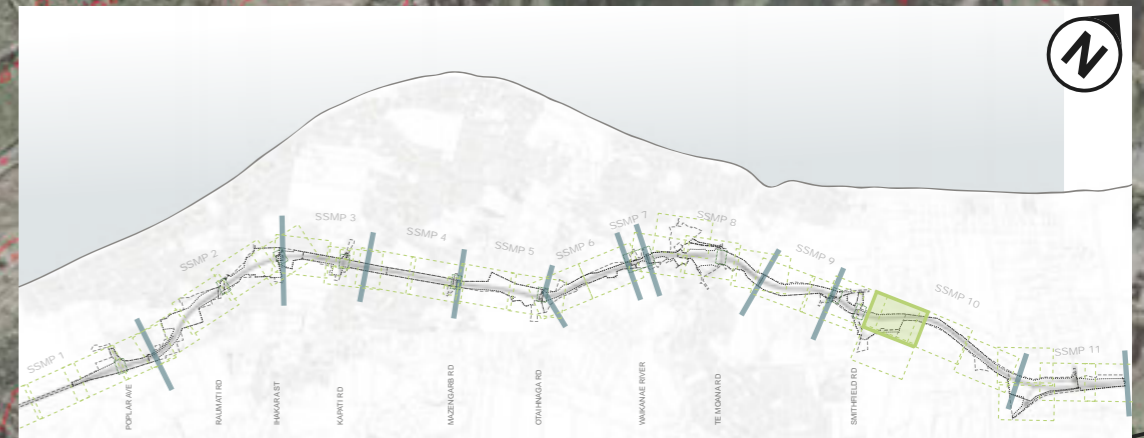 N
SSMP 1
SSMP 2
SSMP 3
SSMP 4
SSMP 5
SSMP 6
SSMP 7
SSMP 8
SSMP 9
SSMP 10
SSMP 11
POPLAR AVE
RAUMATI RD
IHAKARA ST
KAPATI RD
MAZENGARB RD
OTAIHNAGA RD
WAIKANAE RIVER
TE MOANA RD
SMITHFIELD RD